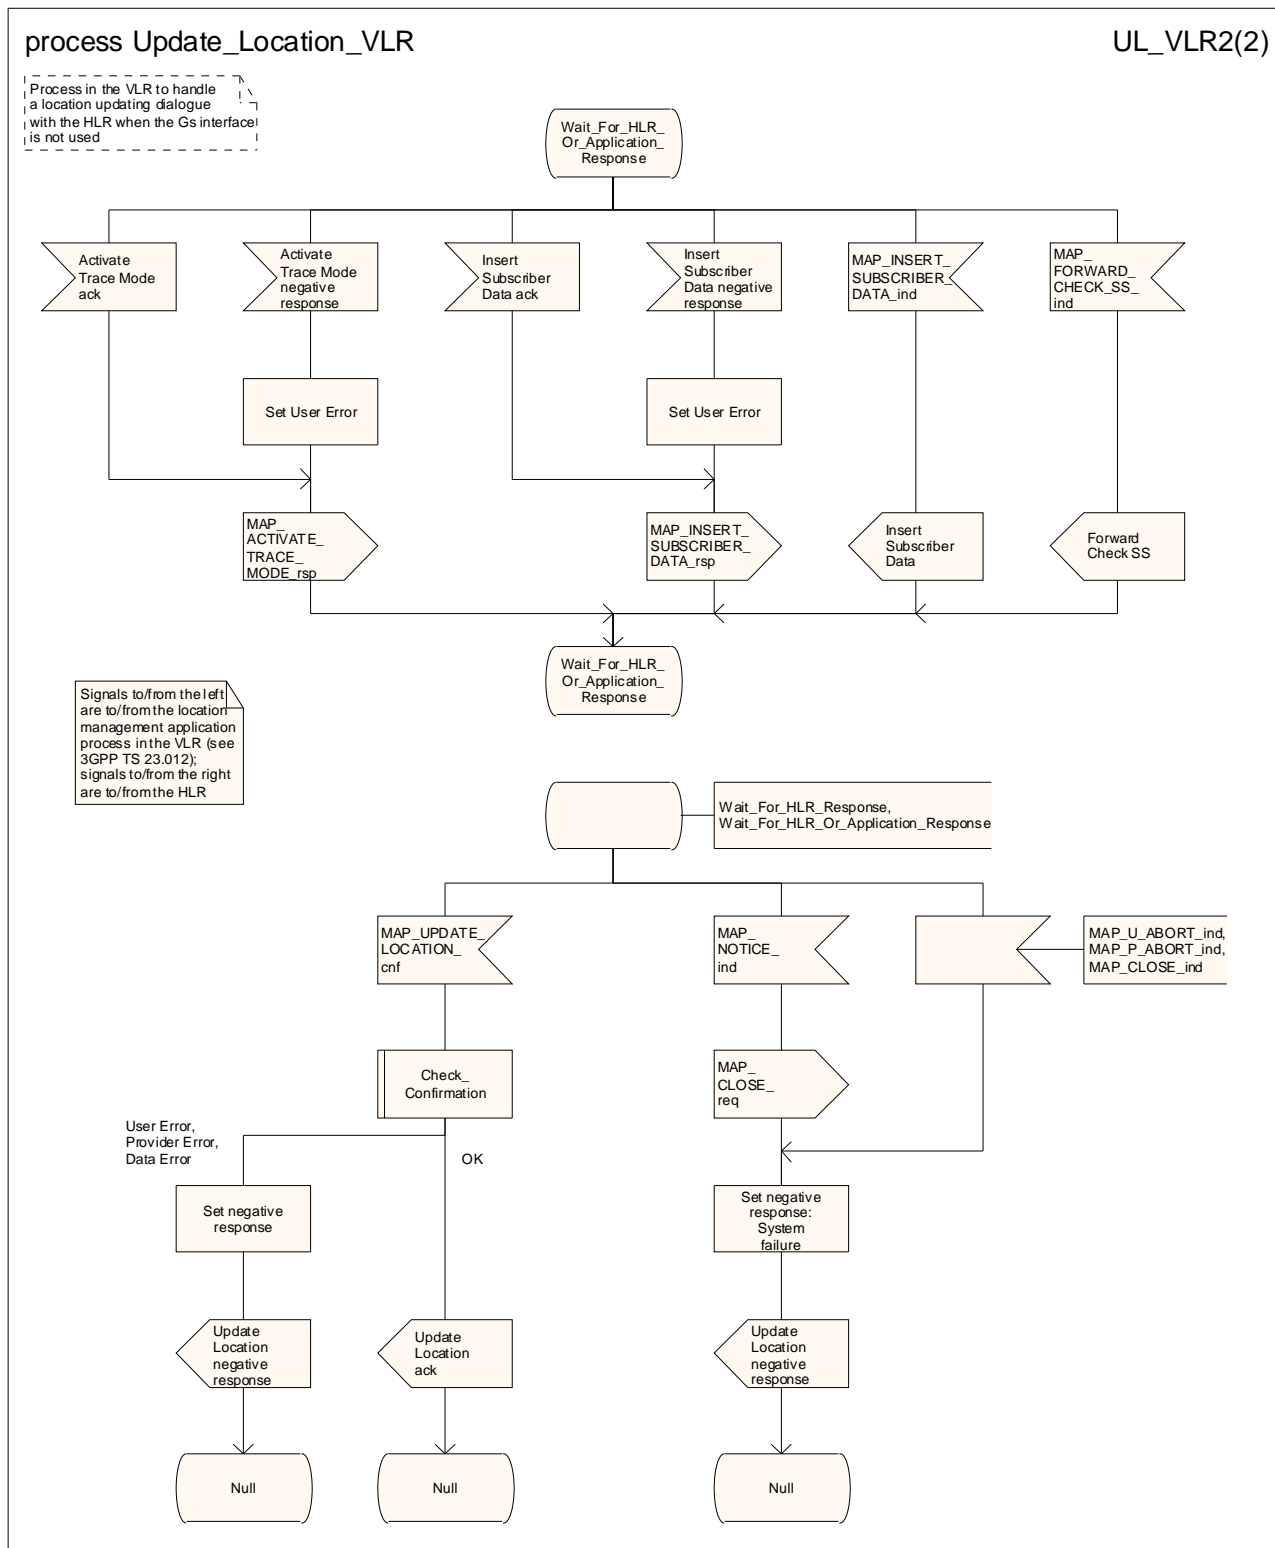 process Update_Location_VLR
UL_VLR2(2)
Process in the VLR to handle
a location updating dialogue
with the HLR when the Gs interface
is not used
Wait_For_HLR_
Or_Application_
Response
Activate
Trace Mode
ack
Activate
Trace Mode
negative
response
Insert
Subscriber
Data ack
Insert
Subscriber
Data negative
response
MAP_INSERT_
SUBSCRIBER_
DATA_ind
MAP_
FORWARD_
CHECK_SS_
ind
Set User Error
Set User Error
MAP_
ACTIVATE_
TRACE_
MODE_rsp
MAP_INSERT_
SUBSCRIBER_
DATA_rsp
Insert
Subscriber
Data
Forward
Check SS
Wait_For_HLR_
Or_Application_
Response
Signals to/from the left
are to/from the location
management application
process in the VLR (see
3GPP TS 23.012);
signals to/from the right
are to/from the HLR
Wait_For_HLR_Response,
Wait_For_HLR_Or_Application_Response
MAP_UPDATE_
LOCATION_
cnf
MAP_
NOTICE_
ind
MAP_U_ABORT_ind,
MAP_P_ABORT_ind,
MAP_CLOSE_ind
Check_
Confirmation
MAP_
CLOSE_
req
User Error,
Provider Error,
Data Error
OK
Set negative
response
Set negative
response:
System
failure
Update
Location
negative
response
Update
Location
ack
Update
Location
negative
response
Null
Null
Null